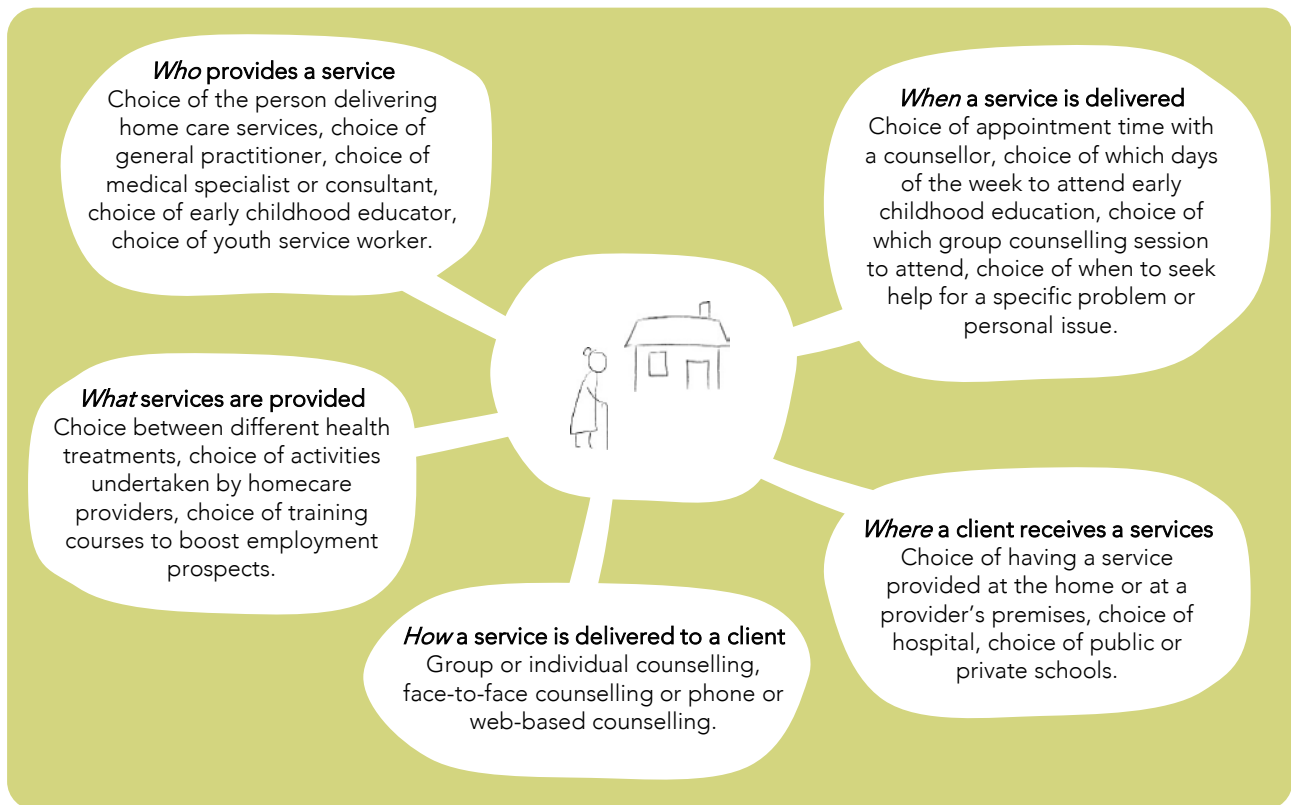 Who provides a service
Choice of the person delivering
home care services, choice of
general practitioner, choice of
medical specialist or consultant,
choice of early childhood educator,
choice of youth service worker.
When a service is delivered
Choice of appointment time with
a counsellor, choice of which days
of the week to attend early
childhood education, choice of
which group counselling session
to attend, choice of when to seek
help for a specific problem or
personal issue.
What services are provided
Choice between different health
treatments, choice of activities
undertaken by homecare
providers, choice of training
courses to boost employment
prospects.
Where a client receives a services
Choice of having a service
provided at the home or at a
provider’s premises, choice of
hospital, choice of public or
private schools.
How a service is delivered to a client
Group or individual counselling,
face-to-face counselling or phone or
web-based counselling.